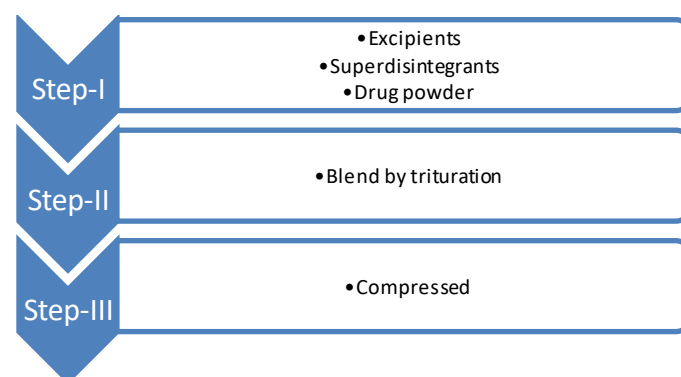 Step-I
•Excipients
•Superdisintegrants
•Drug powder
Step-II
•Blend by trituration
Step-III
•Compressed